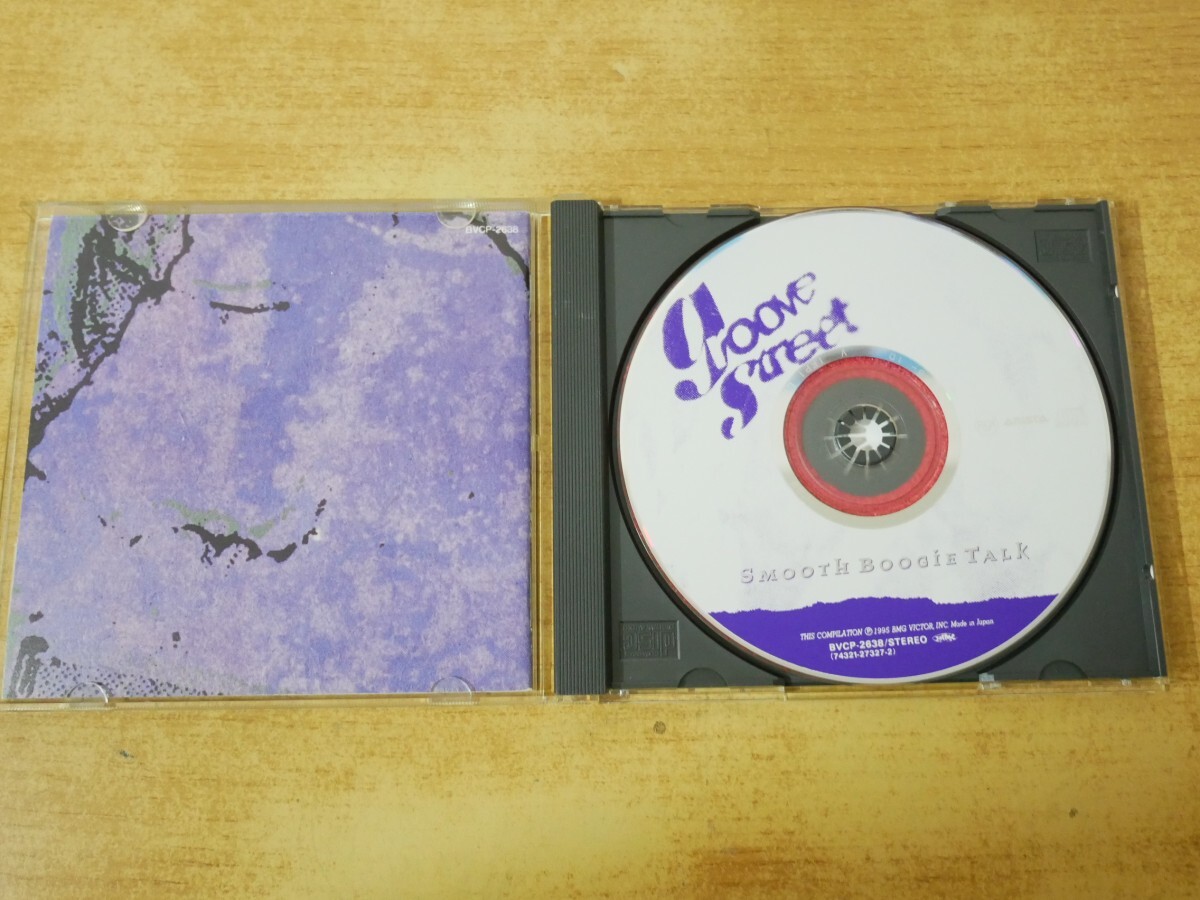 BVCP-2638
groove
Street
SMOOTH BOOGIE TALK
THIS COMPILATION Ⓟ 1995 BMG VICTOR, INC. Made in Japan
BVCP-2638/STEREO
(74321-27327-2)